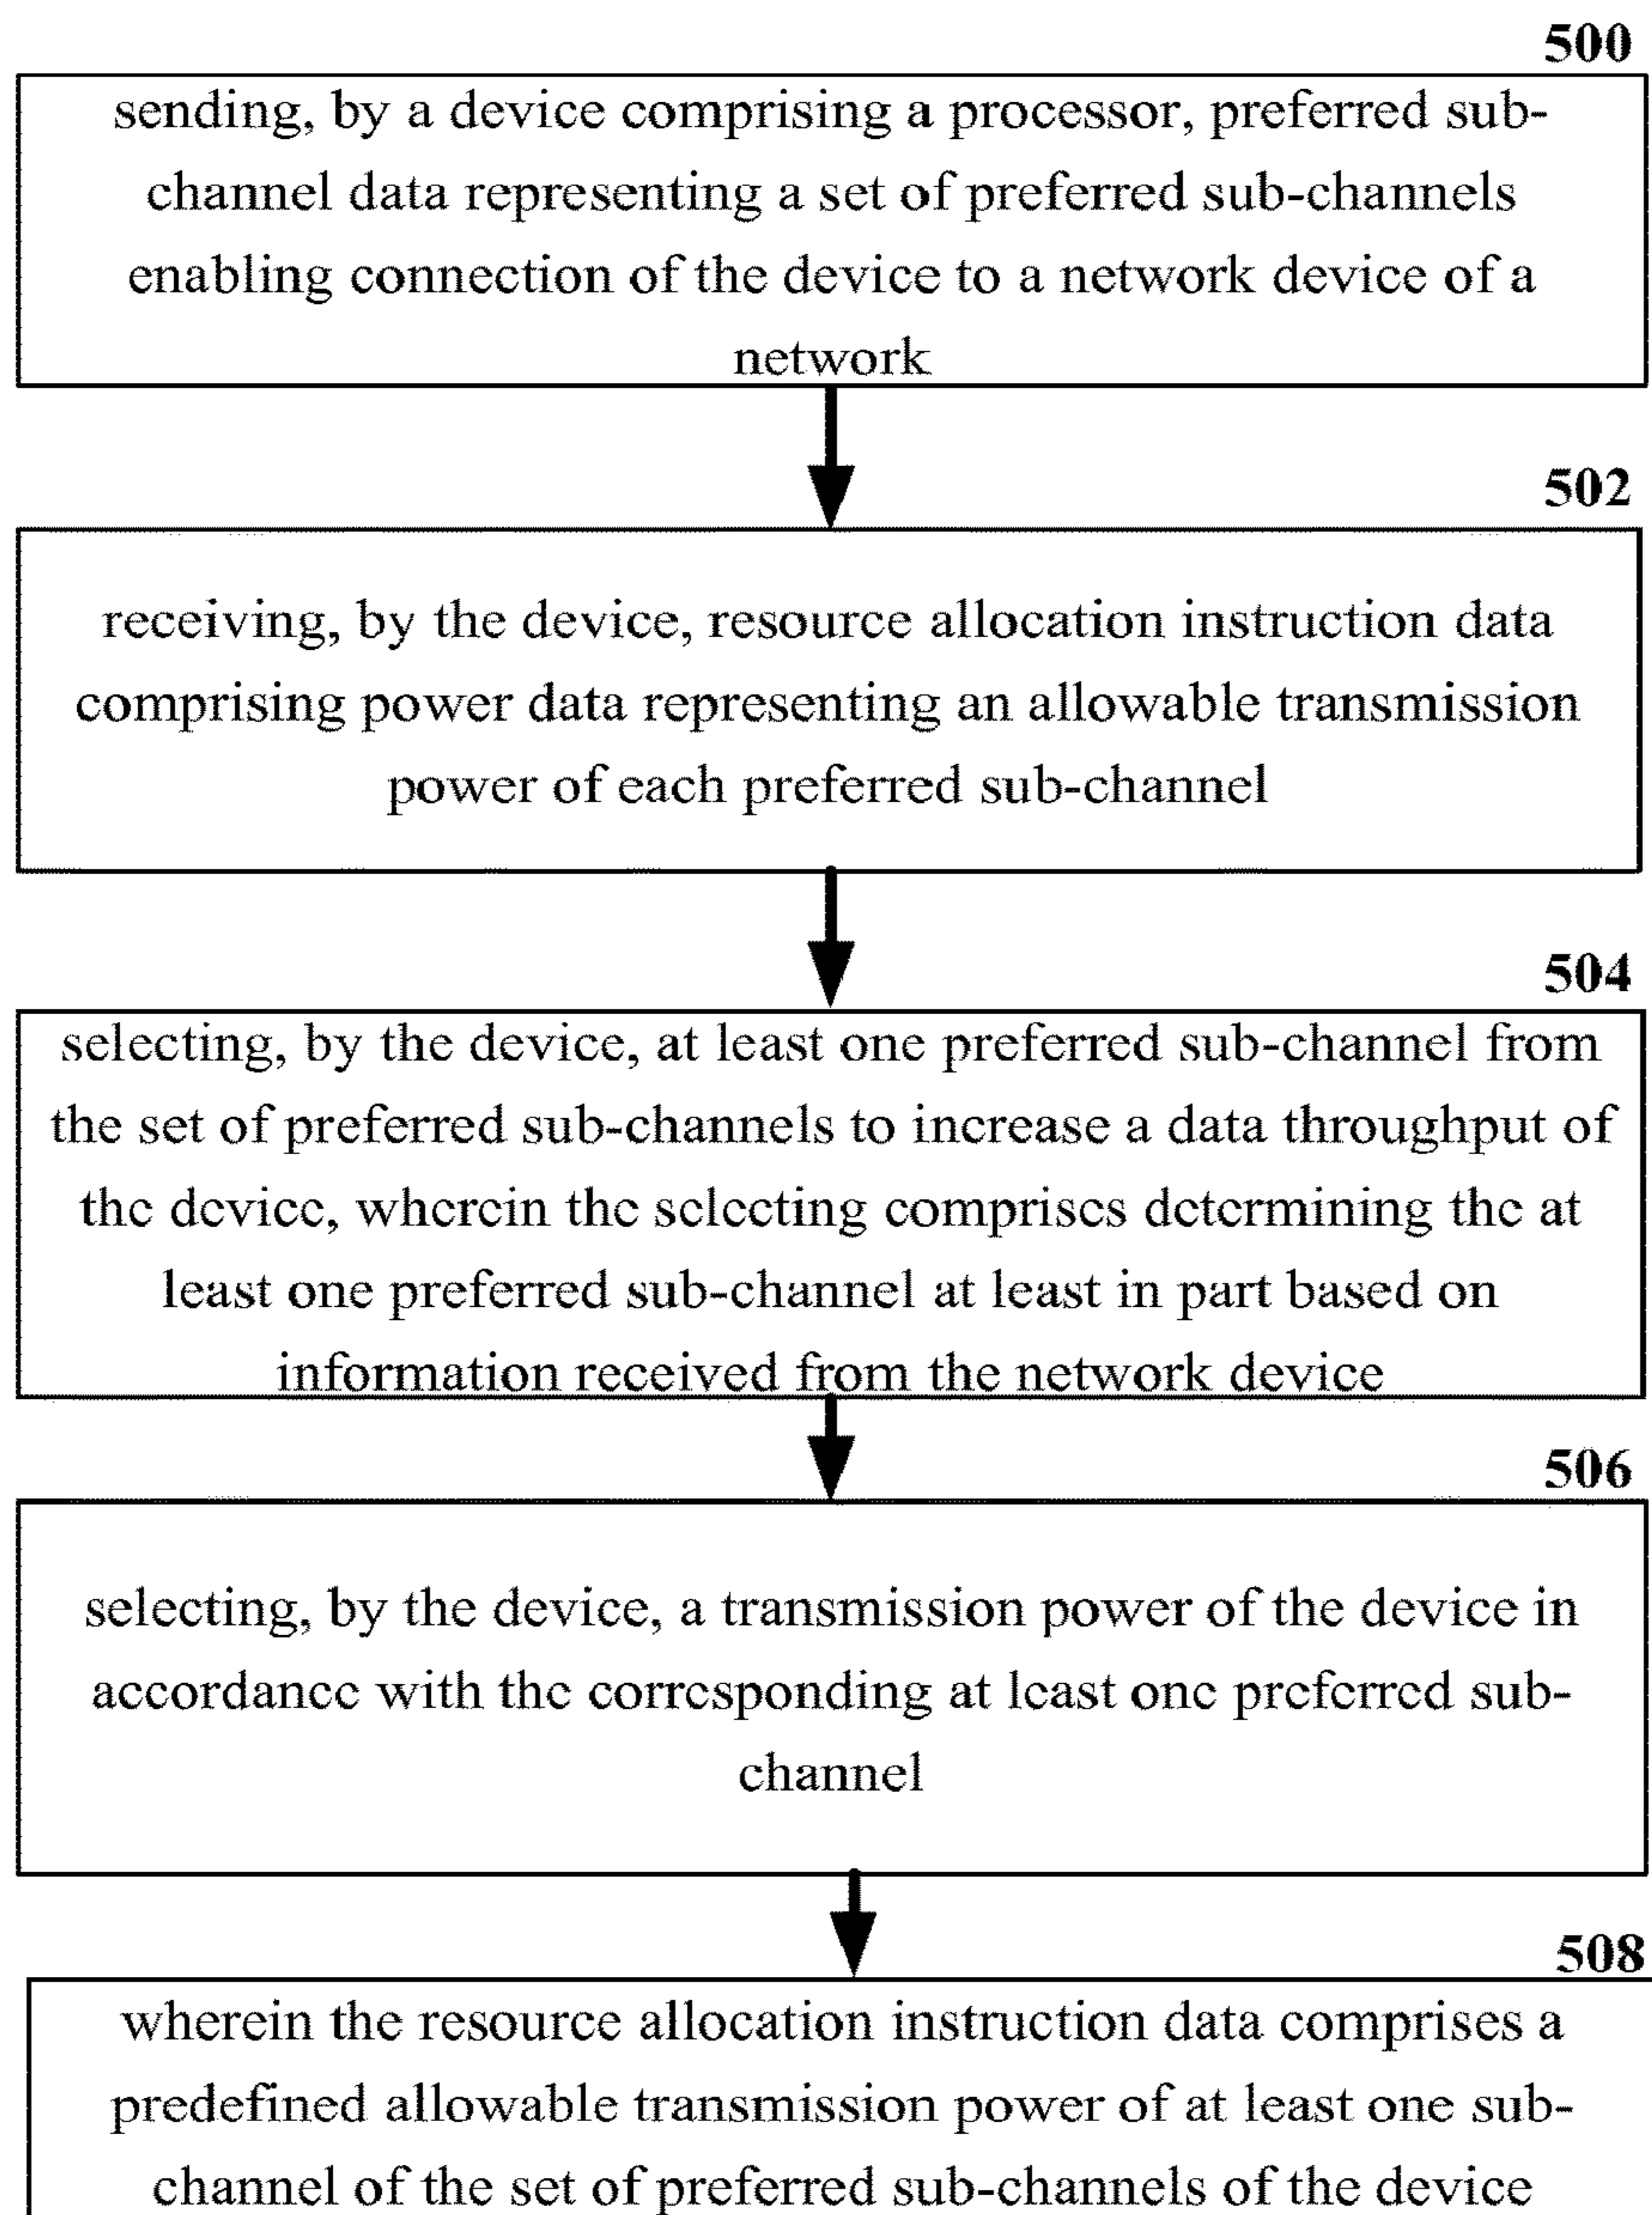 500
sending, by a device comprising a processor, preferred sub-
channel data representing a set of preferred sub-channels
enabling connection of the device to a network device of a
network
502
receiving, by the device, resource allocation instruction data
comprising power data representing an allowable transmission
power of each preferred sub-channel
504
selecting, by the device, at least one preferred sub-channel from
the set of preferred sub-channels to increase a data throughput of
the device, wherein the selecting comprises determining the at
least one preferred sub-channel at least in part based on
information received from the network device
506
selecting, by the device, a transmission power of the device in
accordance with the corresponding at least one preferred sub-
channel
508
wherein the resource allocation instruction data comprises a
predefined allowable transmission power of at least one sub-
channel of the set of preferred sub-channels of the device